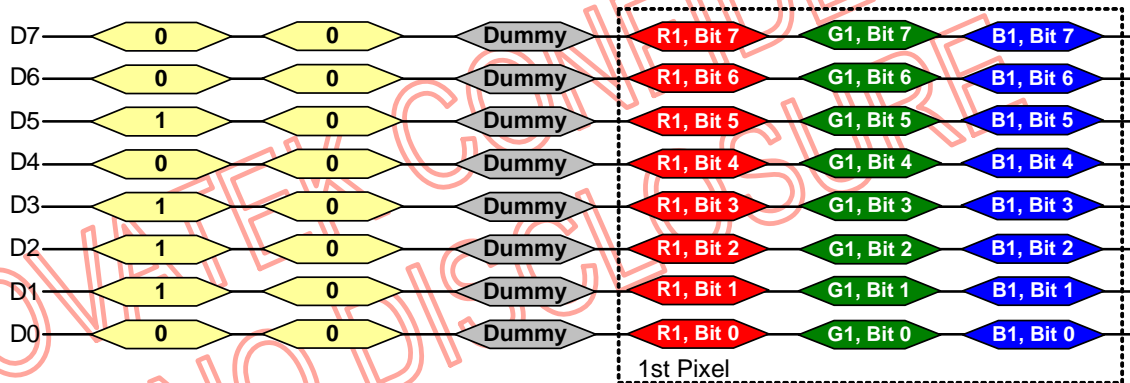 D7 0 0 Dummy R1, Bit 7 G1, Bit 7 B1, Bit 7
D6 0 0 Dummy R1, Bit 6 G1, Bit 6 B1, Bit 6
D5 1 0 Dummy R1, Bit 5 G1, Bit 5 B1, Bit 5
D4 0 0 Dummy R1, Bit 4 G1, Bit 4 B1, Bit 4
D3 1 0 Dummy R1, Bit 3 G1, Bit 3 B1, Bit 3
D2 1 0 Dummy R1, Bit 2 G1, Bit 2 B1, Bit 2
D1 1 0 Dummy R1, Bit 1 G1, Bit 1 B1, Bit 1
D0 0 0 Dummy R1, Bit 0 G1, Bit 0 B1, Bit 0
1st Pixel
OVATEK CONFIDE
NO DISCLOSURE